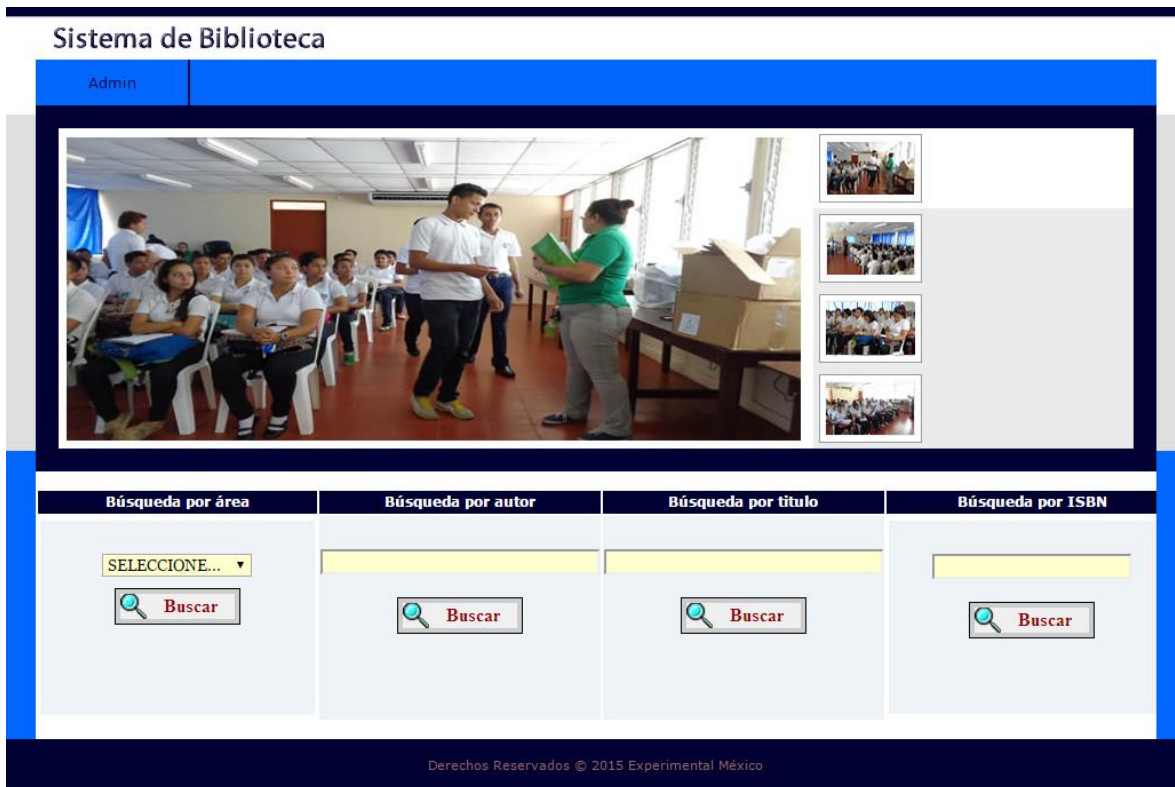 Sistema de Biblioteca
Admin
Búsqueda por área
Búsqueda por autor
Búsqueda por titulo
Búsqueda por ISBN
SELECCIONE...
Buscar
Buscar
Buscar
Buscar
Derechos Reservados © 2015 Experimental México